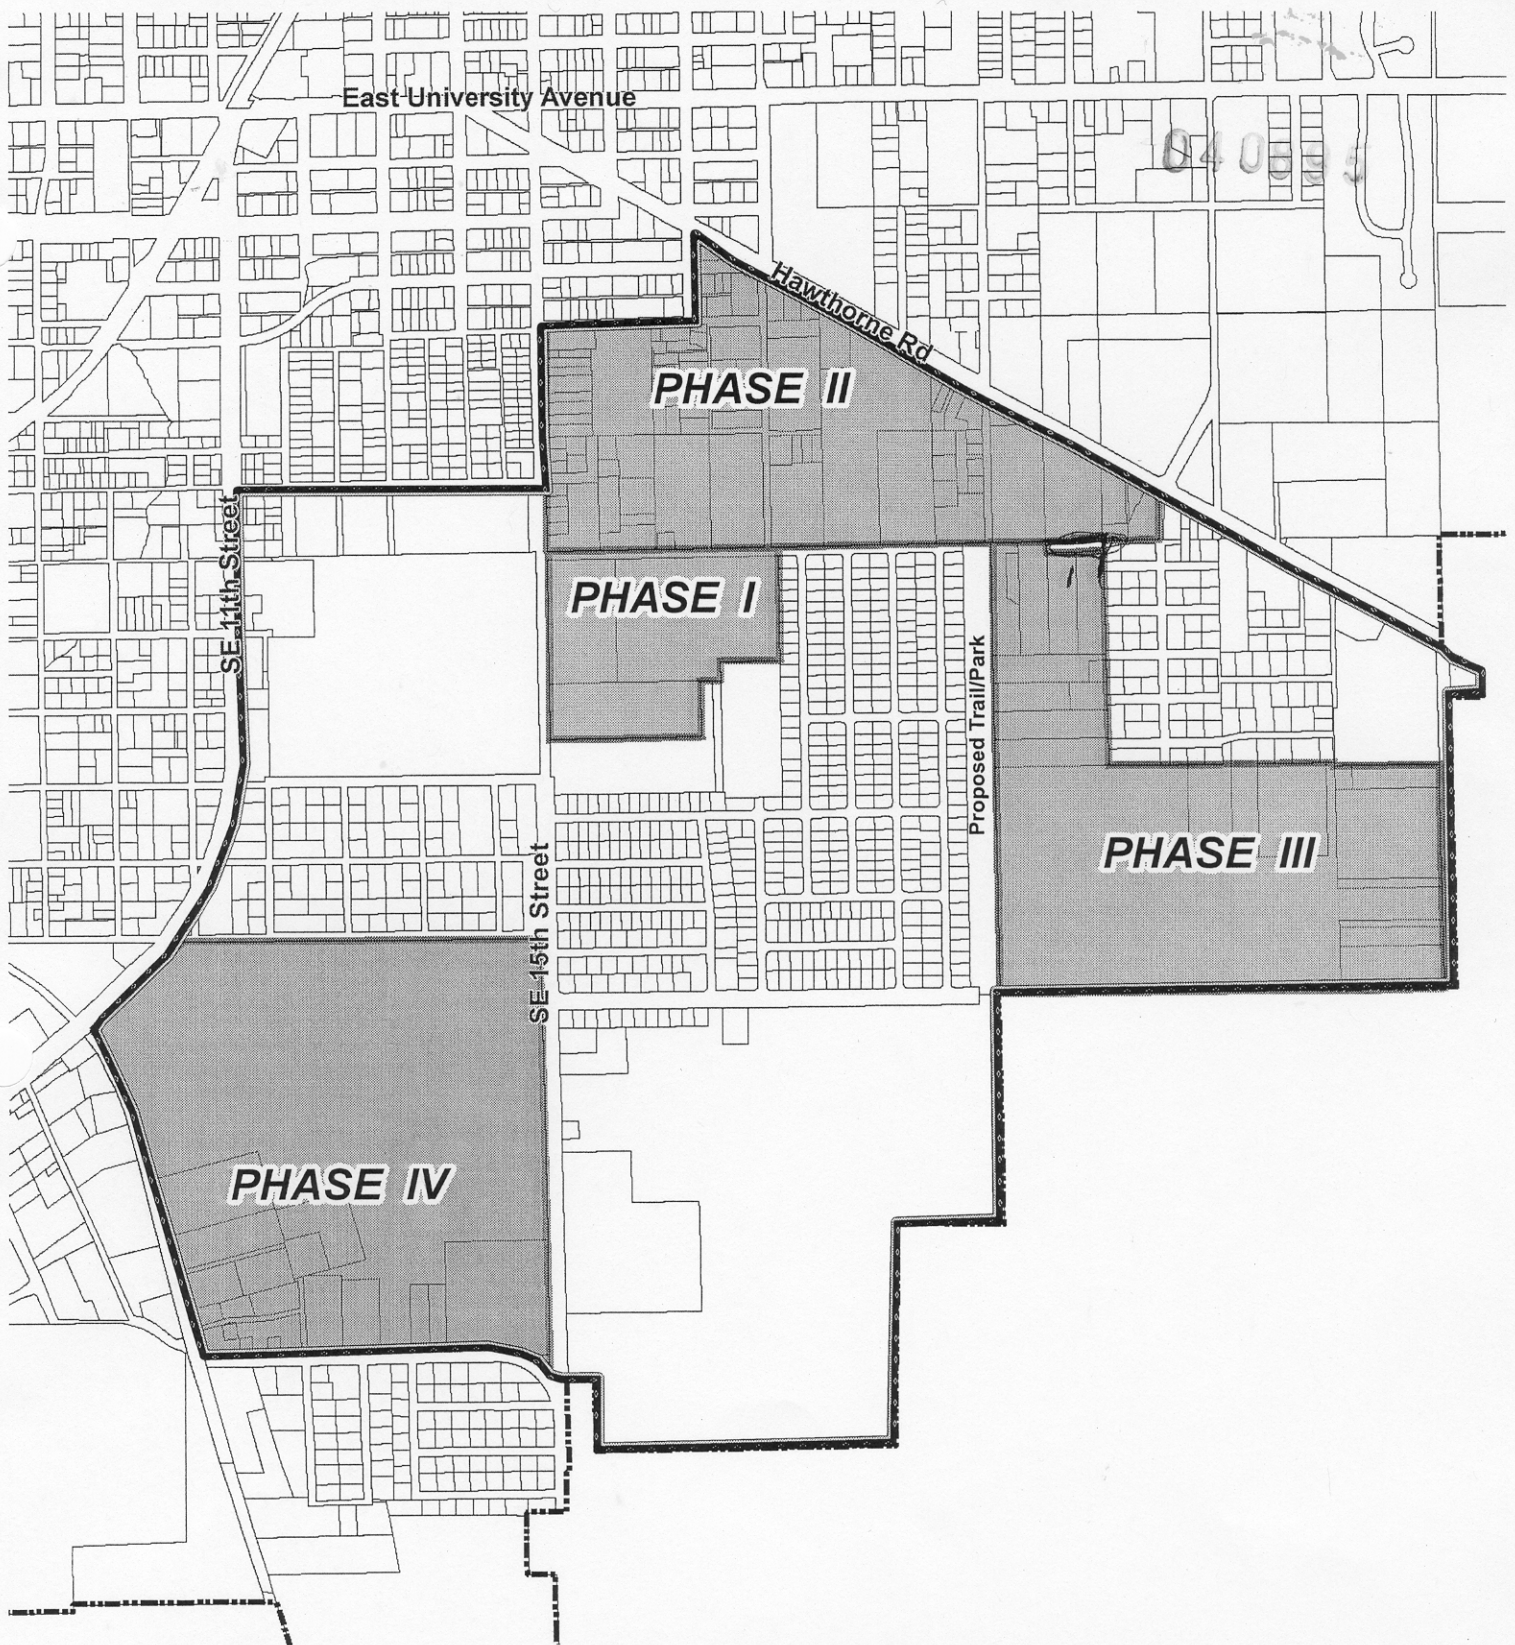 East University Avenue
040895
Hawthorne Rd
PHASE II
SE 11th Street
PHASE I
Proposed Trail/Park
PHASE III
SE 15th Street
PHASE IV